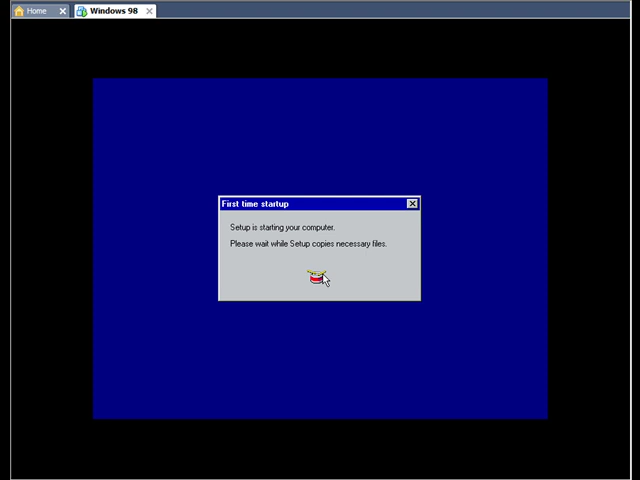 Home
Windows 98
First time startup
Setup is starting your computer.
Please wait while Setup copies necessary files.